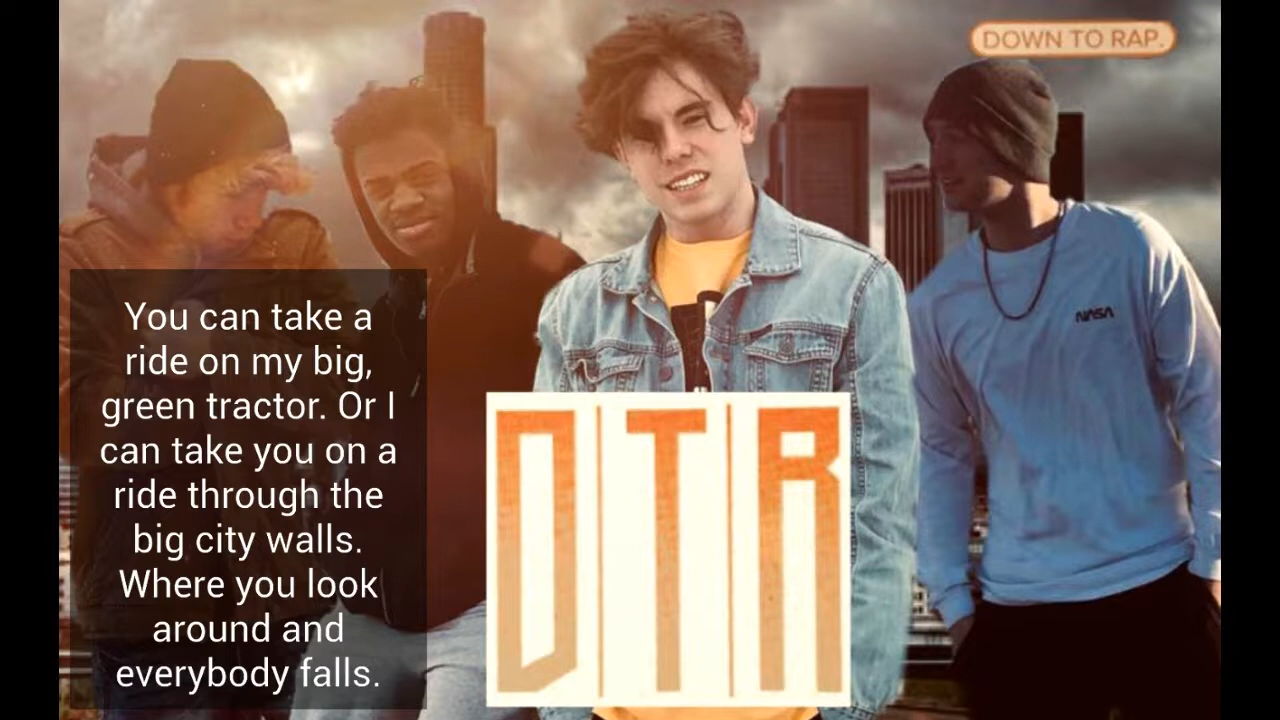 DOWN TO RAP.
NASA
You can take a
ride on my big,
green tractor. Or I
can take you on a
ride through the
big city walls.
Where you look
around and
everybody falls.
DTR